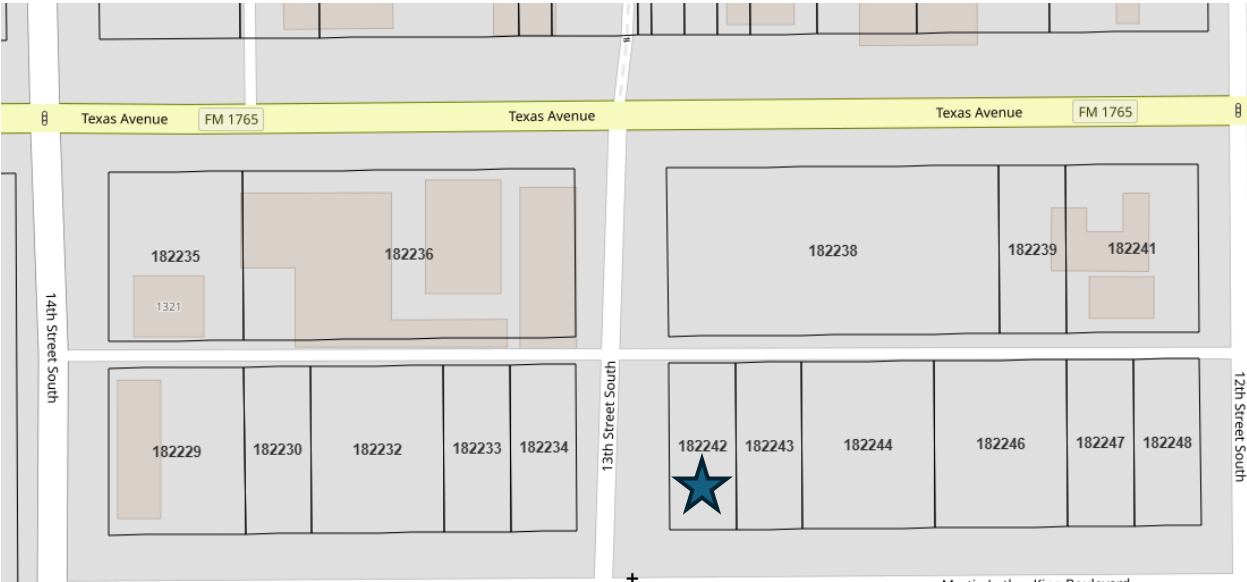 Texas Avenue
FM 1765
Texas Avenue
Texas Avenue
FM 1765
182235
182236
182238
182239
182241
1321
14th Street South
13th Street South
12th Street South
182229
182230
182232
182233
182234
182242
182243
182244
182246
182247
182248